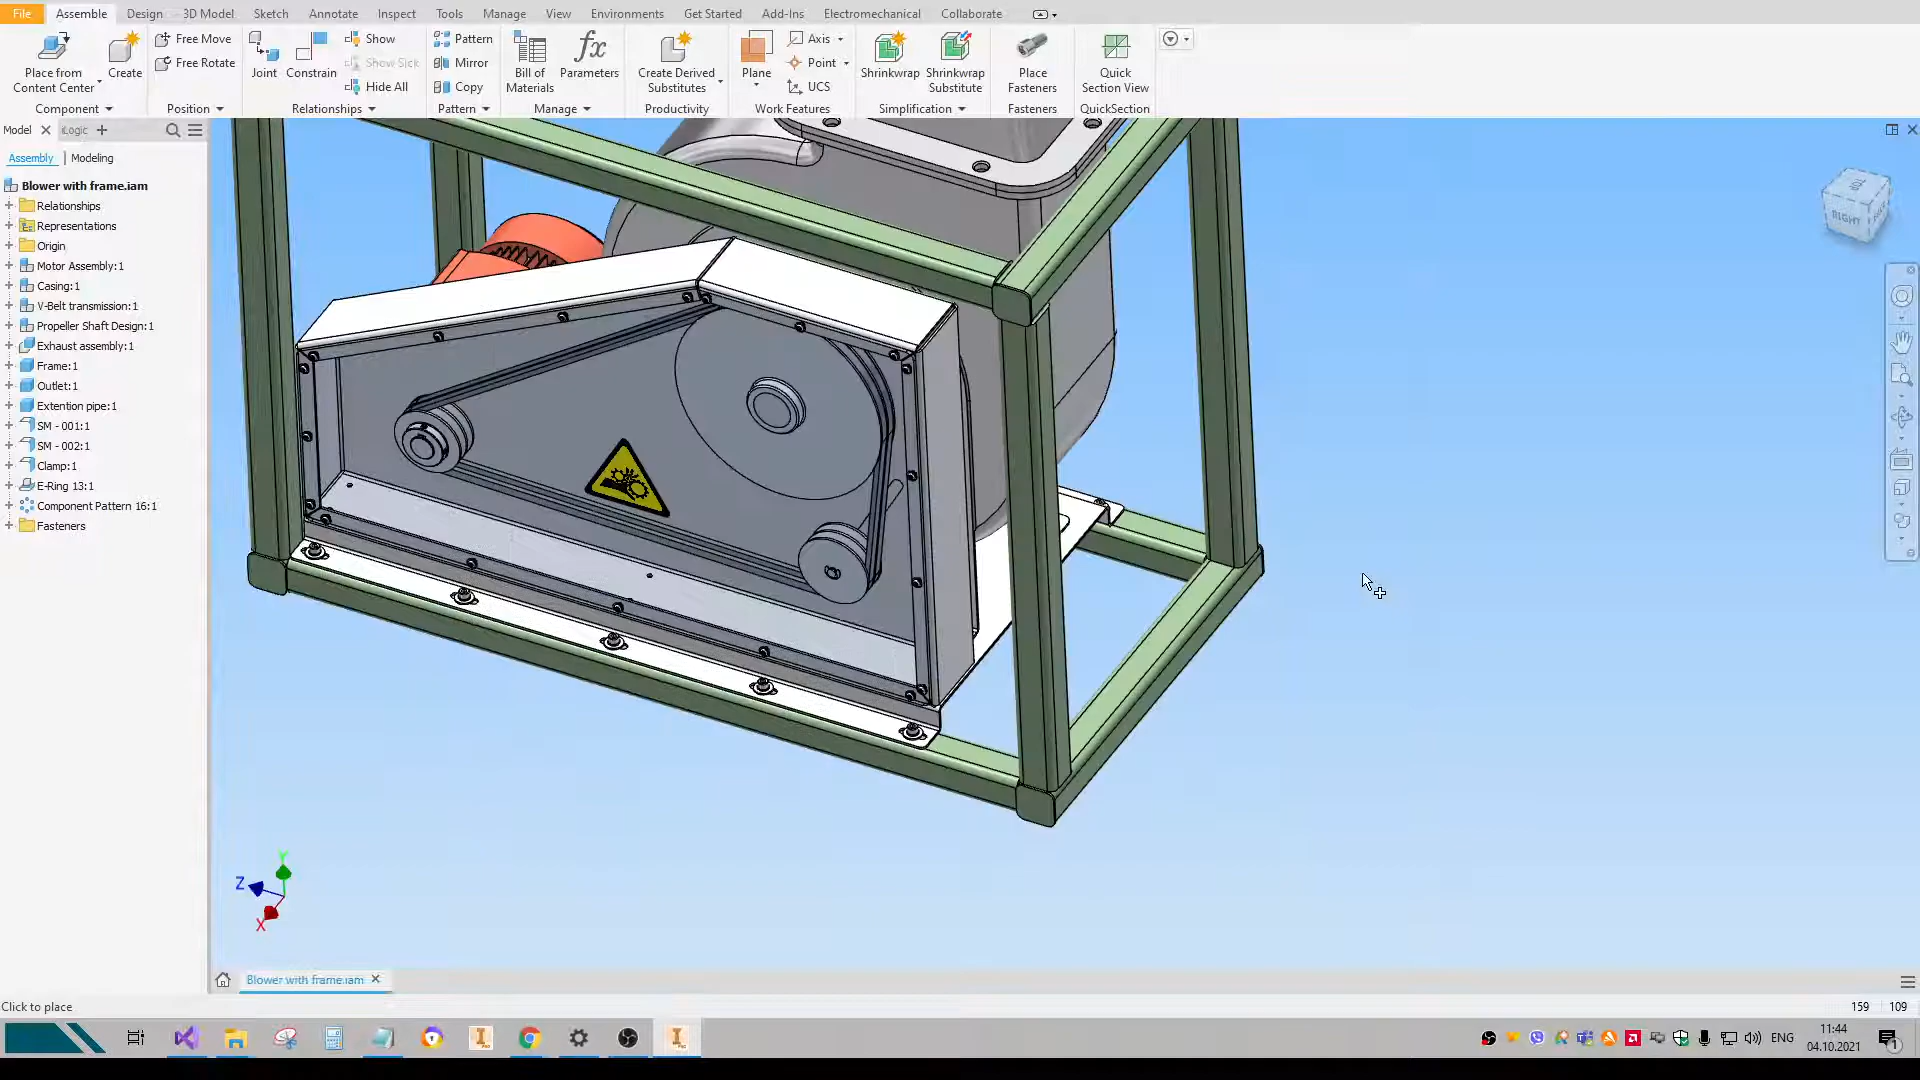 File Assemble Design 3D Model Sketch Annotate Inspect Tools Manage View Environments Get Started Add-Ins Electromechanical Collaborate
Place from
Content Center
Create
Free Move
Free Rotate
Joint
Constrain
Show
Show Sick
Hide All
Pattern
Mirror
Copy
Bill of
Materials
fx
Parameters
Create Derived
Substitutes
Plane
Axis
Point
UCS
Shrinkwrap
Shrinkwrap
Substitute
Place
Fasteners
Quick
Section View
Component Position Relationships Pattern Manage Productivity Work Features Simplification Fasteners QuickSection
Model iLogic
Assembly Modeling
Blower with frame.iam
Relationships
Representations
Origin
Motor Assembly:1
Casing:1
V-Belt transmission:1
Propeller Shaft Design:1
Exhaust assembly:1
Frame:1
Outlet:1
Extention pipe:1
SM - 001:1
SM - 002:1
Clamp:1
E-Ring 13:1
Component Pattern 16:1
Fasteners
RIGHT
Y
Z
X
Blower with frame.iam
Click to place
159 109
ENG
11:44
04.10.2021